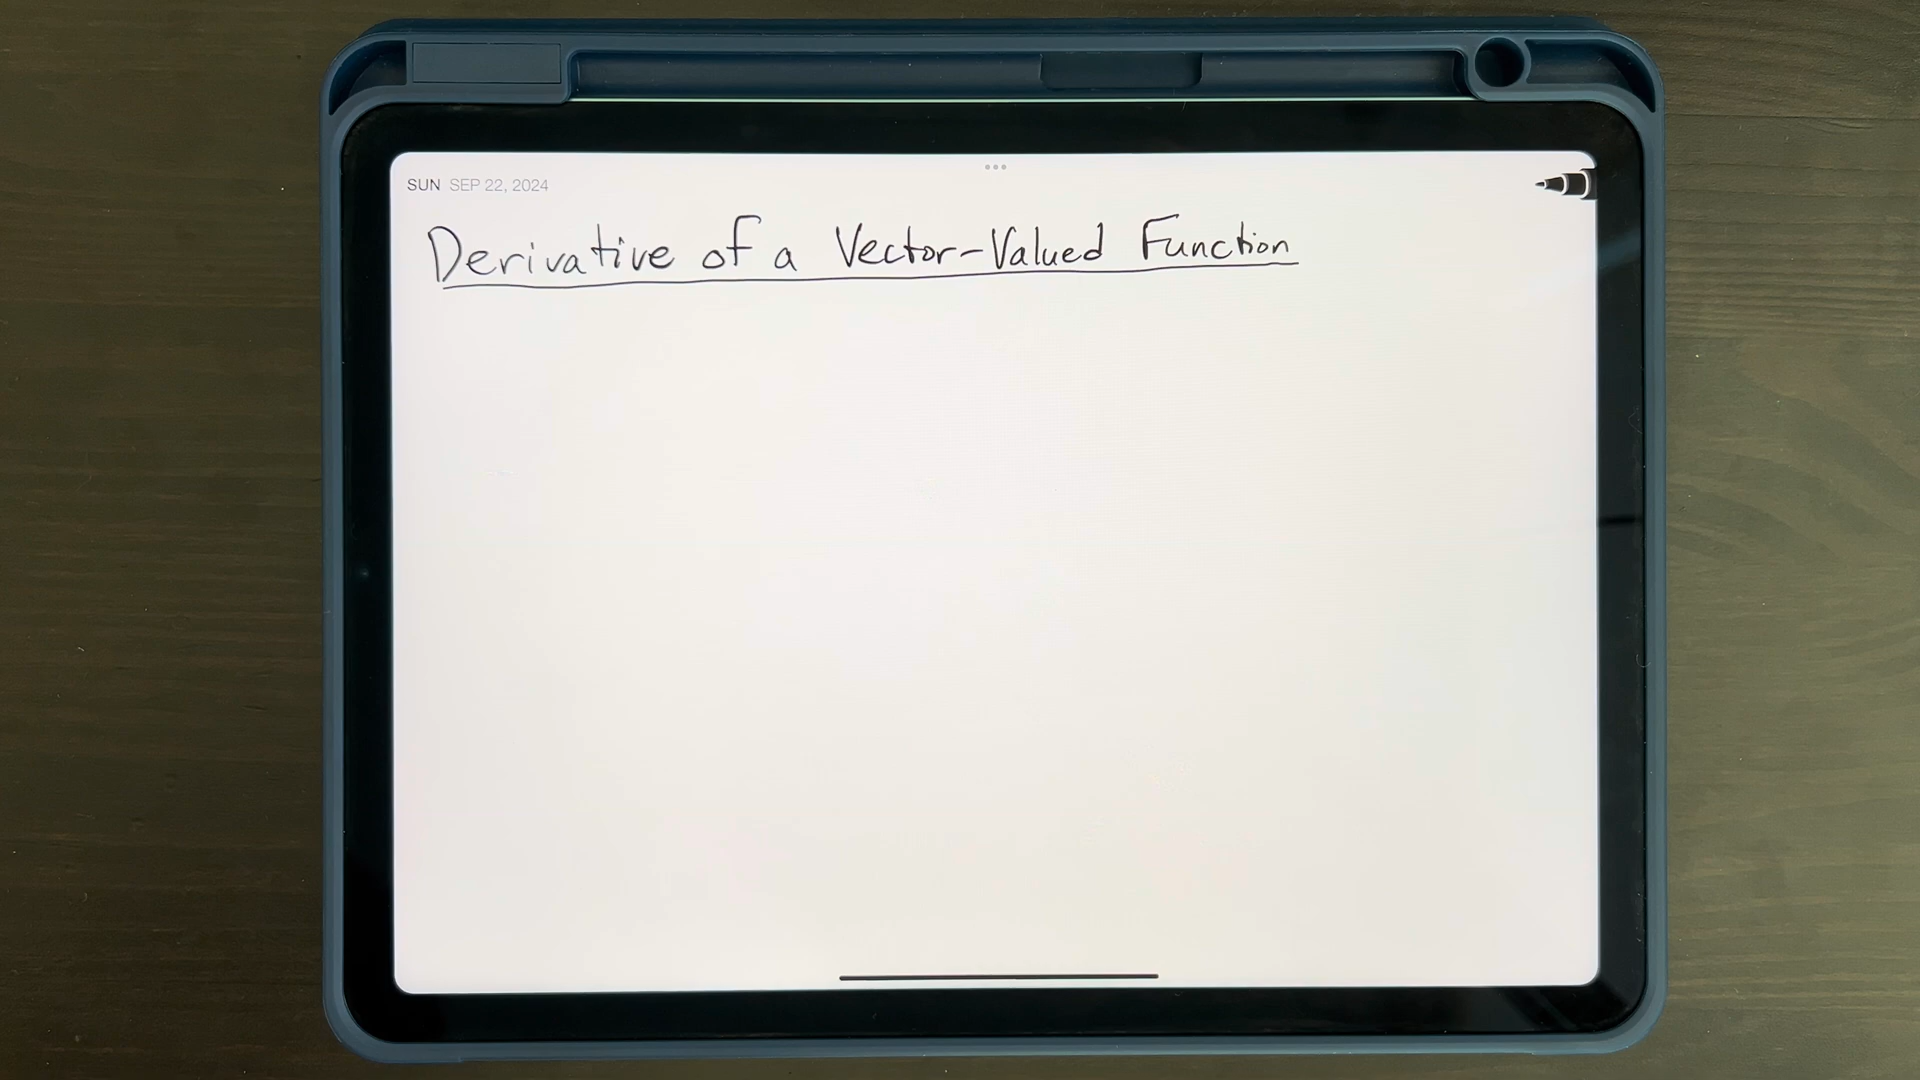 SUN SEP 22, 2024
Derivative of a Vector-Valued Function